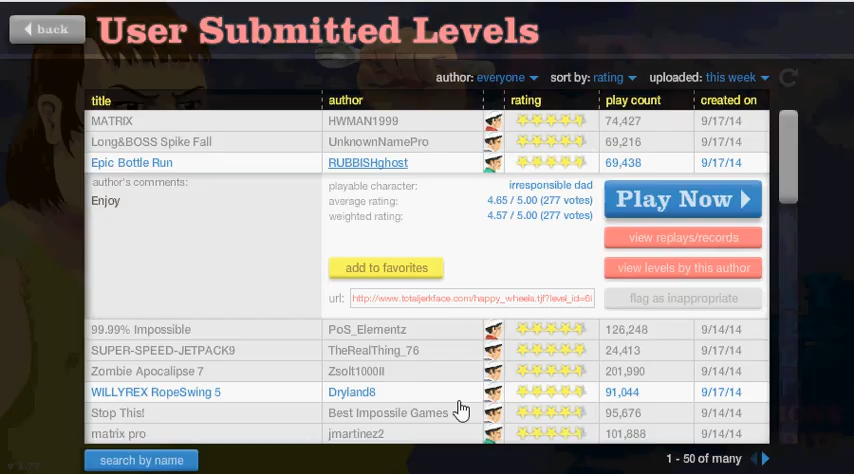 back
User Submitted Levels
author: everyone sort by: rating uploaded: this week
title author rating play count created on
MATRIX HWMAN1999 74,427 9/17/14
Long&BOSS Spike Fall UnknownNamePro 69,216 9/17/14
Epic Bottle Run RUBBISHghost 69,438 9/17/14
author's comments:
Enjoy
playable character: irresponsible dad
average rating: 4.65 / 5.00 (277 votes)
weighted rating: 4.57 / 5.00 (277 votes)
Play Now
view replays/records
add to favorites
view levels by this author
url: http://www.totaljerkface.com/happy_wheels.tjf?level_id=6
flag as inappropriate
99.99% Impossible PoS_Elementz 126,248 9/14/14
SUPER-SPEED-JETPACK9 TheRealThing_76 24,413 9/17/14
Zombie Apocalypse 7 Zsolt1000II 201,990 9/14/14
WILLYREX RopeSwing 5 Dryland8 91,044 9/17/14
Stop This! Best Impossile Games 95,676 9/14/14
matrix pro jmartinez2 101,888 9/14/14
search by name
1 - 50 of many